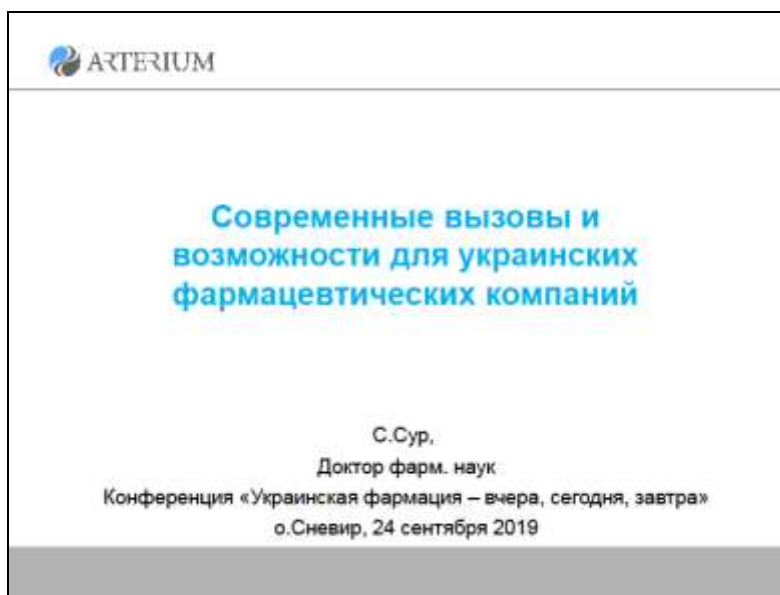 ARTERIUM
Современные вызовы и
возможности для украинских
фармацевтических компаний
С.Сур,
Доктор фарм. наук
Конференция «Украинская фармация – вчера, сегодня, завтра»
о.Сневир, 24 сентября 2019